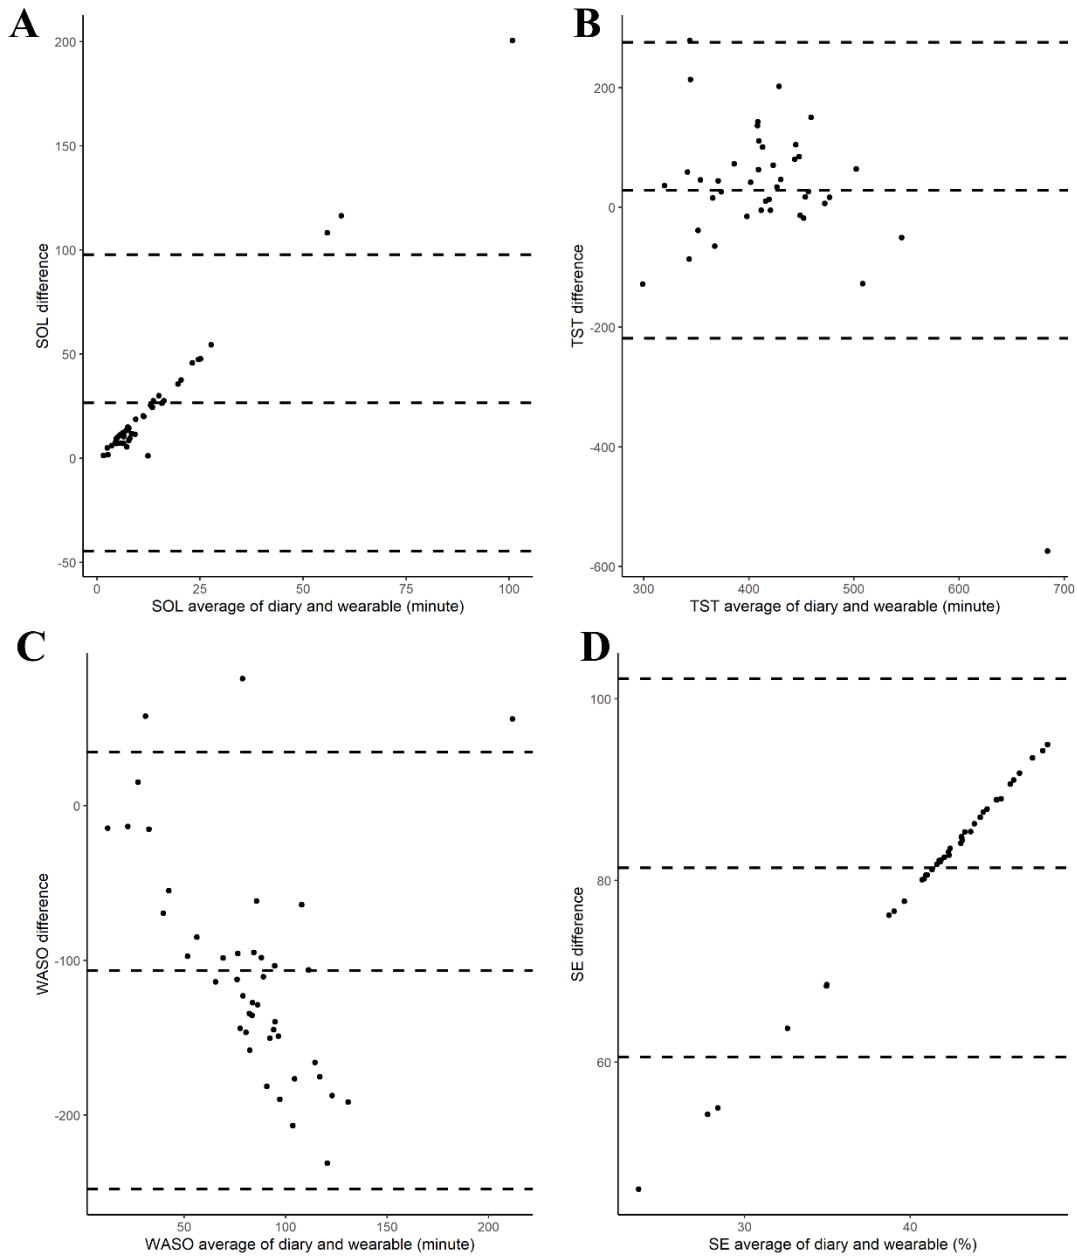 A
SOL difference
200
150
100
50
0
-50
0 25 50 75 100
SOL average of diary and wearable (minute)
B
TST difference
200
0
-200
-400
-600
300 400 500 600 700
TST average of diary and wearable (minute)
C
WASO difference
0
-100
-200
50 100 150 200
WASO average of diary and wearable (minute)
D
SE difference
100
80
60
30 40
SE average of diary and wearable (%)